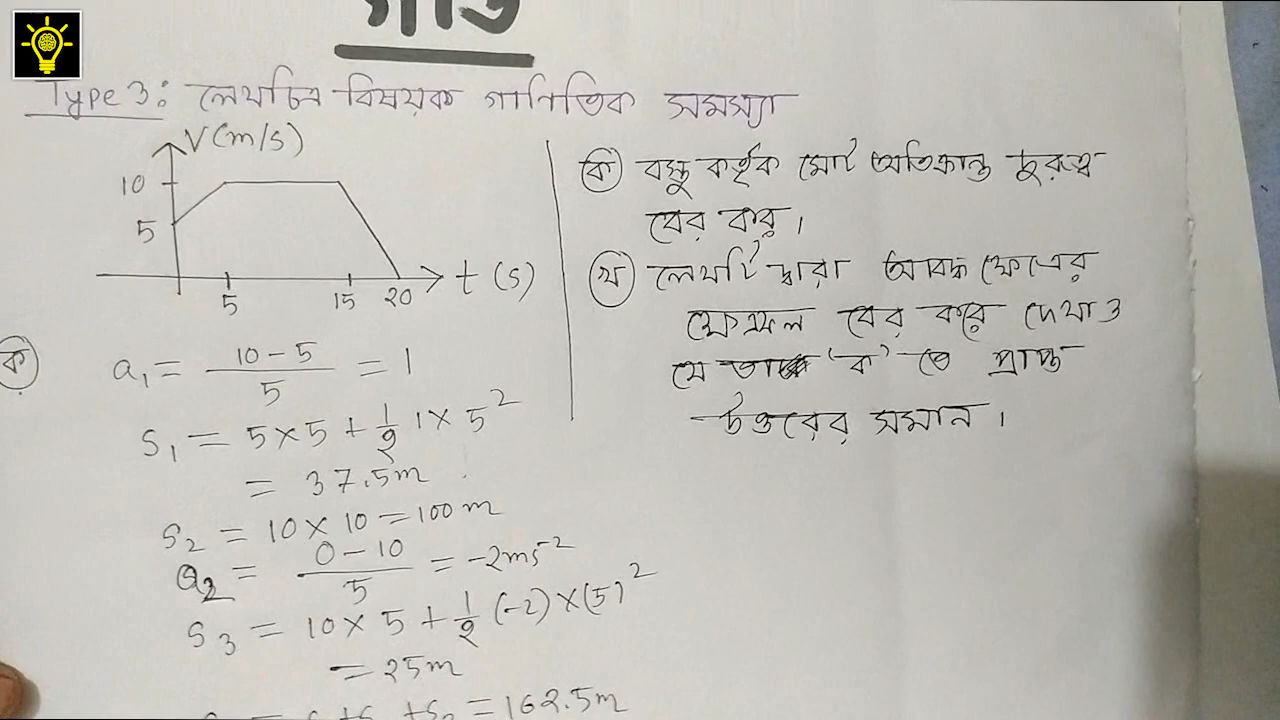 গতি
Type 3: লেখচিত্র বিষয়ক গাণিতিক সমস্যা
V(m/s)
10
5
t (s)
5 15 20
(ক) বস্তু কর্তৃক মোট অতিক্রান্ত দুরত্ব
বের কর।
(খ) লেখটি দ্বারা আবদ্ধ ক্ষেত্রের
ক্ষেত্রফল বের করে দেখাও
যে তা 'ক' তে প্রাপ্ত
উত্তরের সমান।
(ক) a₁ = (10 - 5)/5 = 1
S₁ = 5×5 + 1/2 1×5²
= 37.5m
S₂ = 10 × 10 = 100 m
a₂ = (0 - 10)/5 = -2ms⁻²
S₃ = 10 × 5 + 1/2 (-2) × (5)²
= 25m
= 162.5m